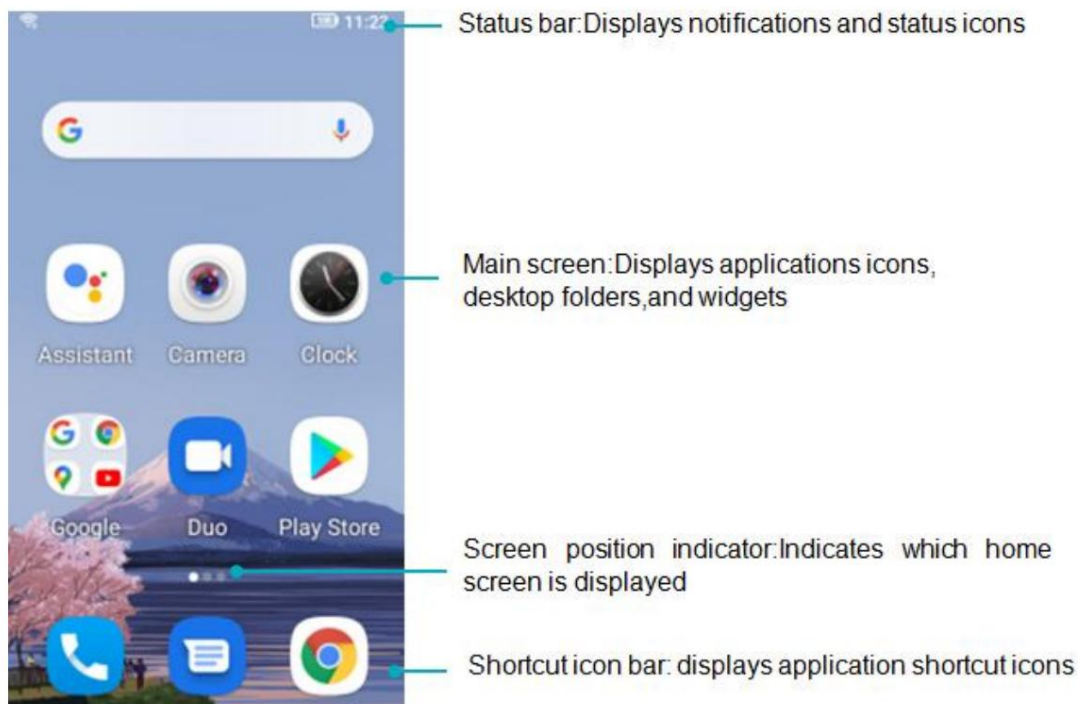 11:22
Status bar:Displays notifications and status icons
Main screen:Displays applications icons,
desktop folders,and widgets
Assistant Camera Clock
Google Duo Play Store
Screen position indicator:Indicates which home
screen is displayed
Shortcut icon bar: displays application shortcut icons